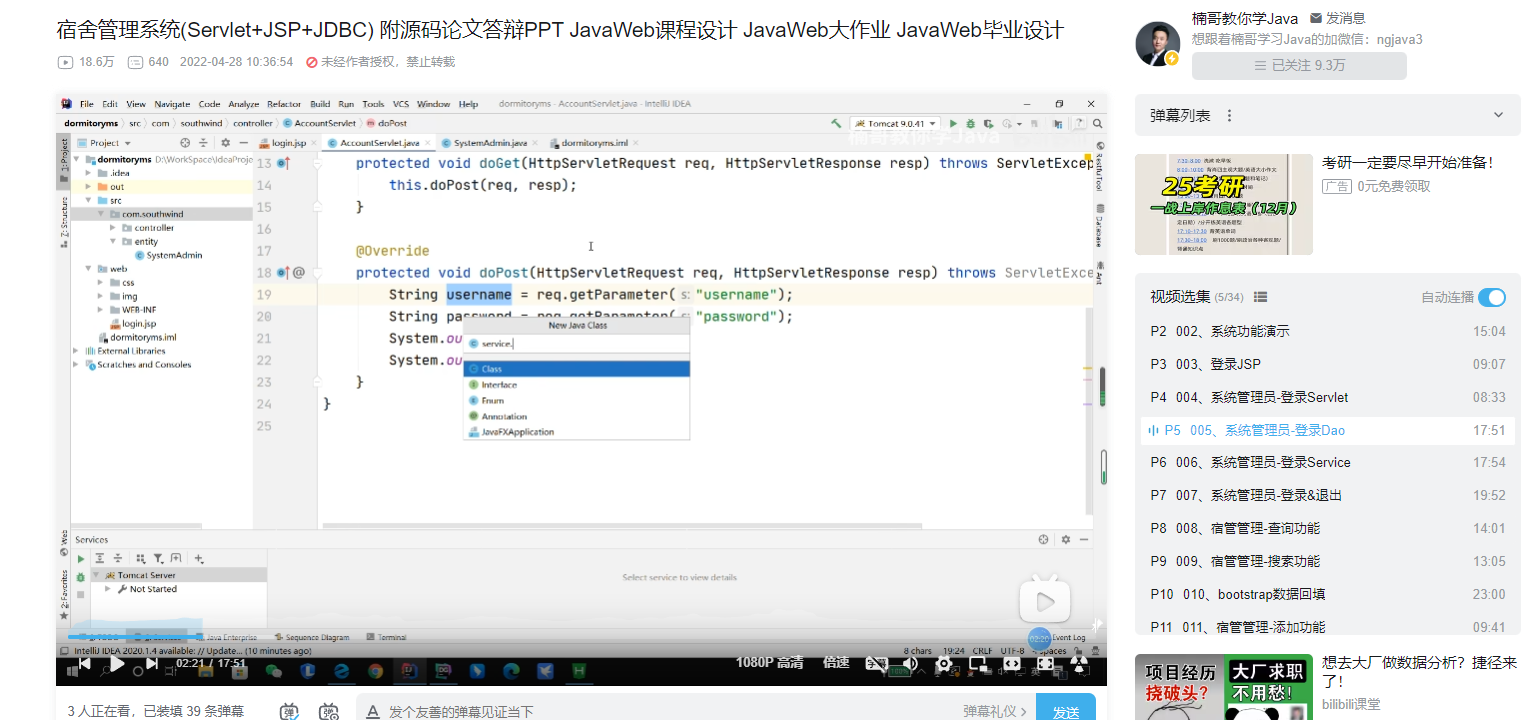 宿舍管理系统(Servlet+JSP+JDBC) 附源码论文答辩PPT JavaWeb课程设计 JavaWeb大作业 JavaWeb毕业设计
18.6万 640 2022-04-28 10:36:54 未经作者授权，禁止转载
File Edit View Navigate Code Analyze Refactor Build Run Tools VCS Window Help dormitoryms - AccountServlet.java - IntelliJ IDEA
dormitoryms src com southwind controller AccountServlet doPost Tomcat 9.0.41
楠哥教你学Java
1: Project
Project
login.jsp AccountServlet.java SystemAdmin.java dormitoryms.iml
dormitoryms D:\WorkSpace\IdeaProje
.idea
out
src
com.southwind
controller
entity
SystemAdmin
web
css
img
WEB-INF
login.jsp
dormitoryms.iml
External Libraries
Scratches and Consoles
Z: Structure
13 protected void doGet(HttpServletRequest req, HttpServletResponse resp) throws ServletExcep
14 this.doPost(req, resp);
15 }
16
17 @Override
18 protected void doPost(HttpServletRequest req, HttpServletResponse resp) throws ServletExce
19 String username = req.getParameter( s: "username");
20 String password = req.getParameter( s: "password");
21 System.ou
22 System.ou
23 }
24 }
25
New Java Class
service.
Class
Interface
Enum
Annotation
JavaFXApplication
RestfulTool
Database
Ant
Web
2: Favorites
Services
Tomcat Server
Not Started
Select service to view details
Java Enterprise Sequence Diagram Terminal Event Log
02:20
IntelliJ IDEA 2020.1.4 available: // Update... (10 minutes ago) 8 chars 19:24 CRLF UTF-8 4 spaces
02:21 / 17:51 1080P 高清 倍速
3 人正在看，已装填 39 条弹幕 发个友善的弹幕见证当下 弹幕礼仪 发送
楠哥教你学Java 发消息
想跟着楠哥学习Java的加微信：ngjava3
已关注 9.3万
弹幕列表
25考研
一战上岸作息表（12月）
考研一定要尽早开始准备！
广告 0元免费领取
视频选集 (5/34) 自动连播
P2 002、系统功能演示 15:04
P3 003、登录JSP 09:07
P4 004、系统管理员-登录Servlet 08:33
P5 005、系统管理员-登录Dao 17:51
P6 006、系统管理员-登录Service 17:54
P7 007、系统管理员-登录&退出 19:52
P8 008、宿管管理-查询功能 14:01
P9 009、宿管管理-搜索功能 13:05
P10 010、bootstrap数据回填 23:00
P11 011、宿管管理-添加功能 09:41
项目经历
挠破头？
大厂求职
不用愁！
想去大厂做数据分析？捷径来
了！
bilibili课堂